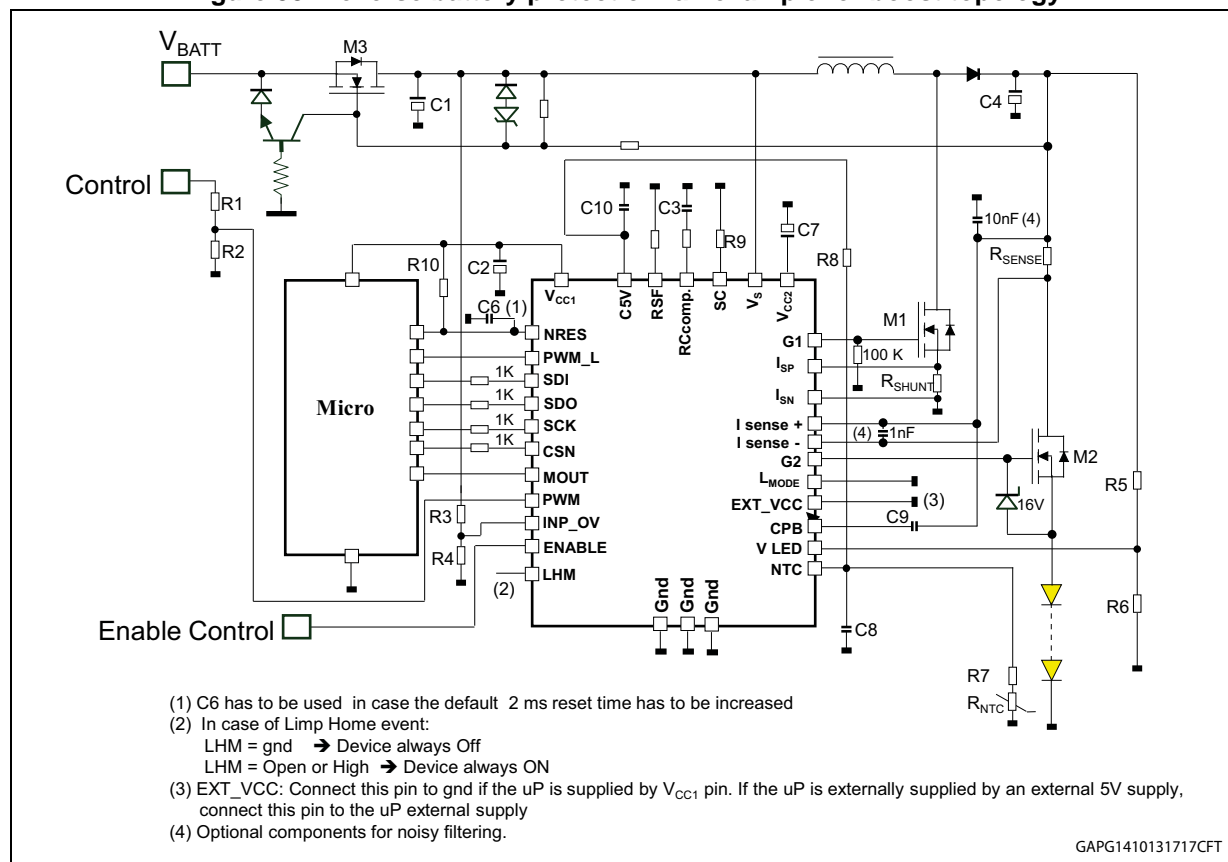 V_BATT
M3
C1
C4
Control
R1
R2
C10
C3
R9
C7
R8
10nF (4)
R_SENSE
R10
C2
C6 (1)
V_CC1
C5V
RSF
RCcomp.
SC
V_S
V_CC2
Micro
1K
1K
1K
1K
NRES
PWM_L
SDI
SDO
SCK
CSN
MOUT
PWM
INP_OV
ENABLE
LHM
(2)
R3
R4
G1
I_SP
I_SN
I sense +
I sense -
G2
L_MODE
EXT_VCC
CPB
V LED
NTC
M1
100 K
R_SHUNT
(4) 1nF
M2
(3)
16V
C9
R5
R6
Gnd
Gnd
Gnd
C8
R7
R_NTC
Enable Control
(1) C6 has to be used in case the default 2 ms reset time has to be increased
(2) In case of Limp Home event:
LHM = gnd ➔ Device always Off
LHM = Open or High ➔ Device always ON
(3) EXT_VCC: Connect this pin to gnd if the uP is supplied by V_CC1 pin. If the uP is externally supplied by an external 5V supply,
connect this pin to the uP external supply
(4) Optional components for noisy filtering.
GAPG1410131717CFT